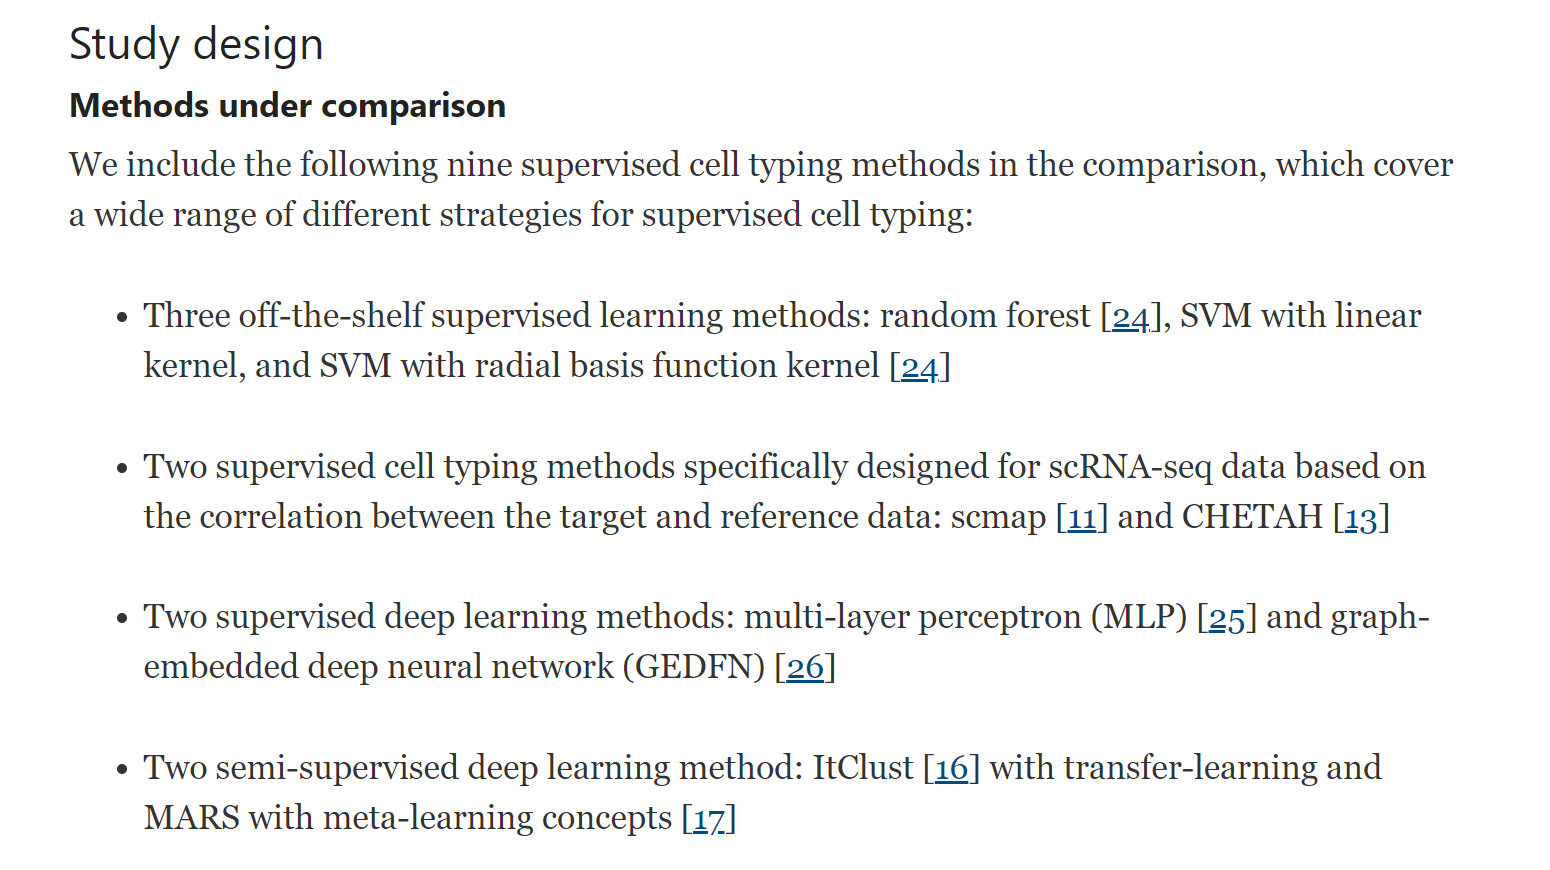 Study design
Methods under comparison
We include the following nine supervised cell typing methods in the comparison, which cover
a wide range of different strategies for supervised cell typing:
• Three off-the-shelf supervised learning methods: random forest [24], SVM with linear
kernel, and SVM with radial basis function kernel [24]
• Two supervised cell typing methods specifically designed for scRNA-seq data based on
the correlation between the target and reference data: scmap [11] and CHETAH [13]
• Two supervised deep learning methods: multi-layer perceptron (MLP) [25] and graph-
embedded deep neural network (GEDFN) [26]
• Two semi-supervised deep learning method: ItClust [16] with transfer-learning and
MARS with meta-learning concepts [17]